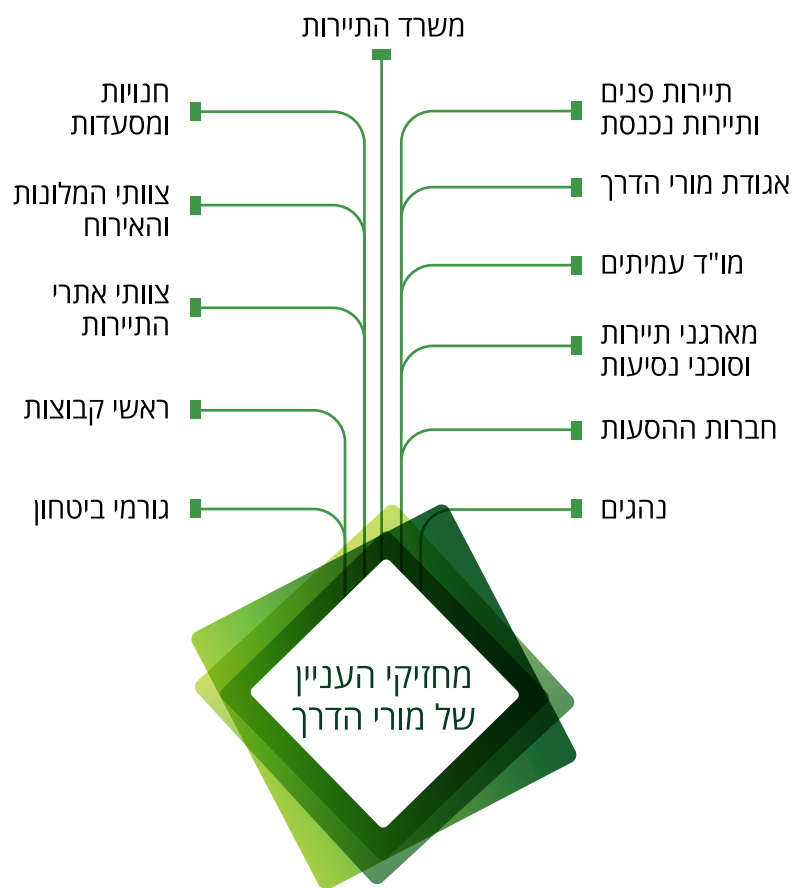 משרד התיירות
תיירות פנים
ותיירות נכנסת
אגודת מורי הדרך
מו"ד עמיתים
מארגני תיירות
וסוכני נסיעות
חברות ההסעות
נהגים
חנויות
ומסעדות
צוותי המלונות
והאירוח
צוותי אתרי
התיירות
ראשי קבוצות
גורמי ביטחון
מחזיקי העניין
של מורי הדרך